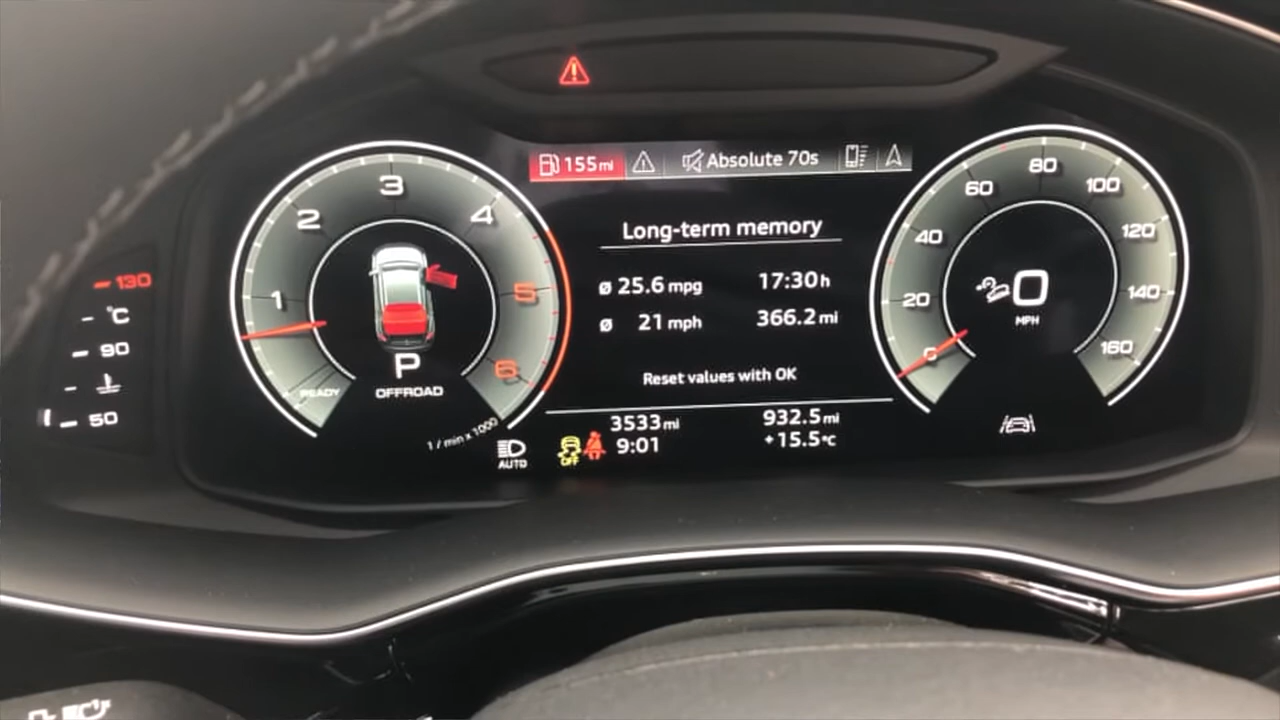 155mi Absolute 70s
Long-term memory
ø 25.6 mpg 17:30h
ø 21 mph 366.2mi
Reset values with OK
3533mi 932.5mi
9:01 +15.5°C
AUTO
OFF
130
°C
90
50
1
2
3
4
5
6
READY
P
OFFROAD
1 / min x 1000
0
20
40
60
80
100
120
140
160
0
MPH